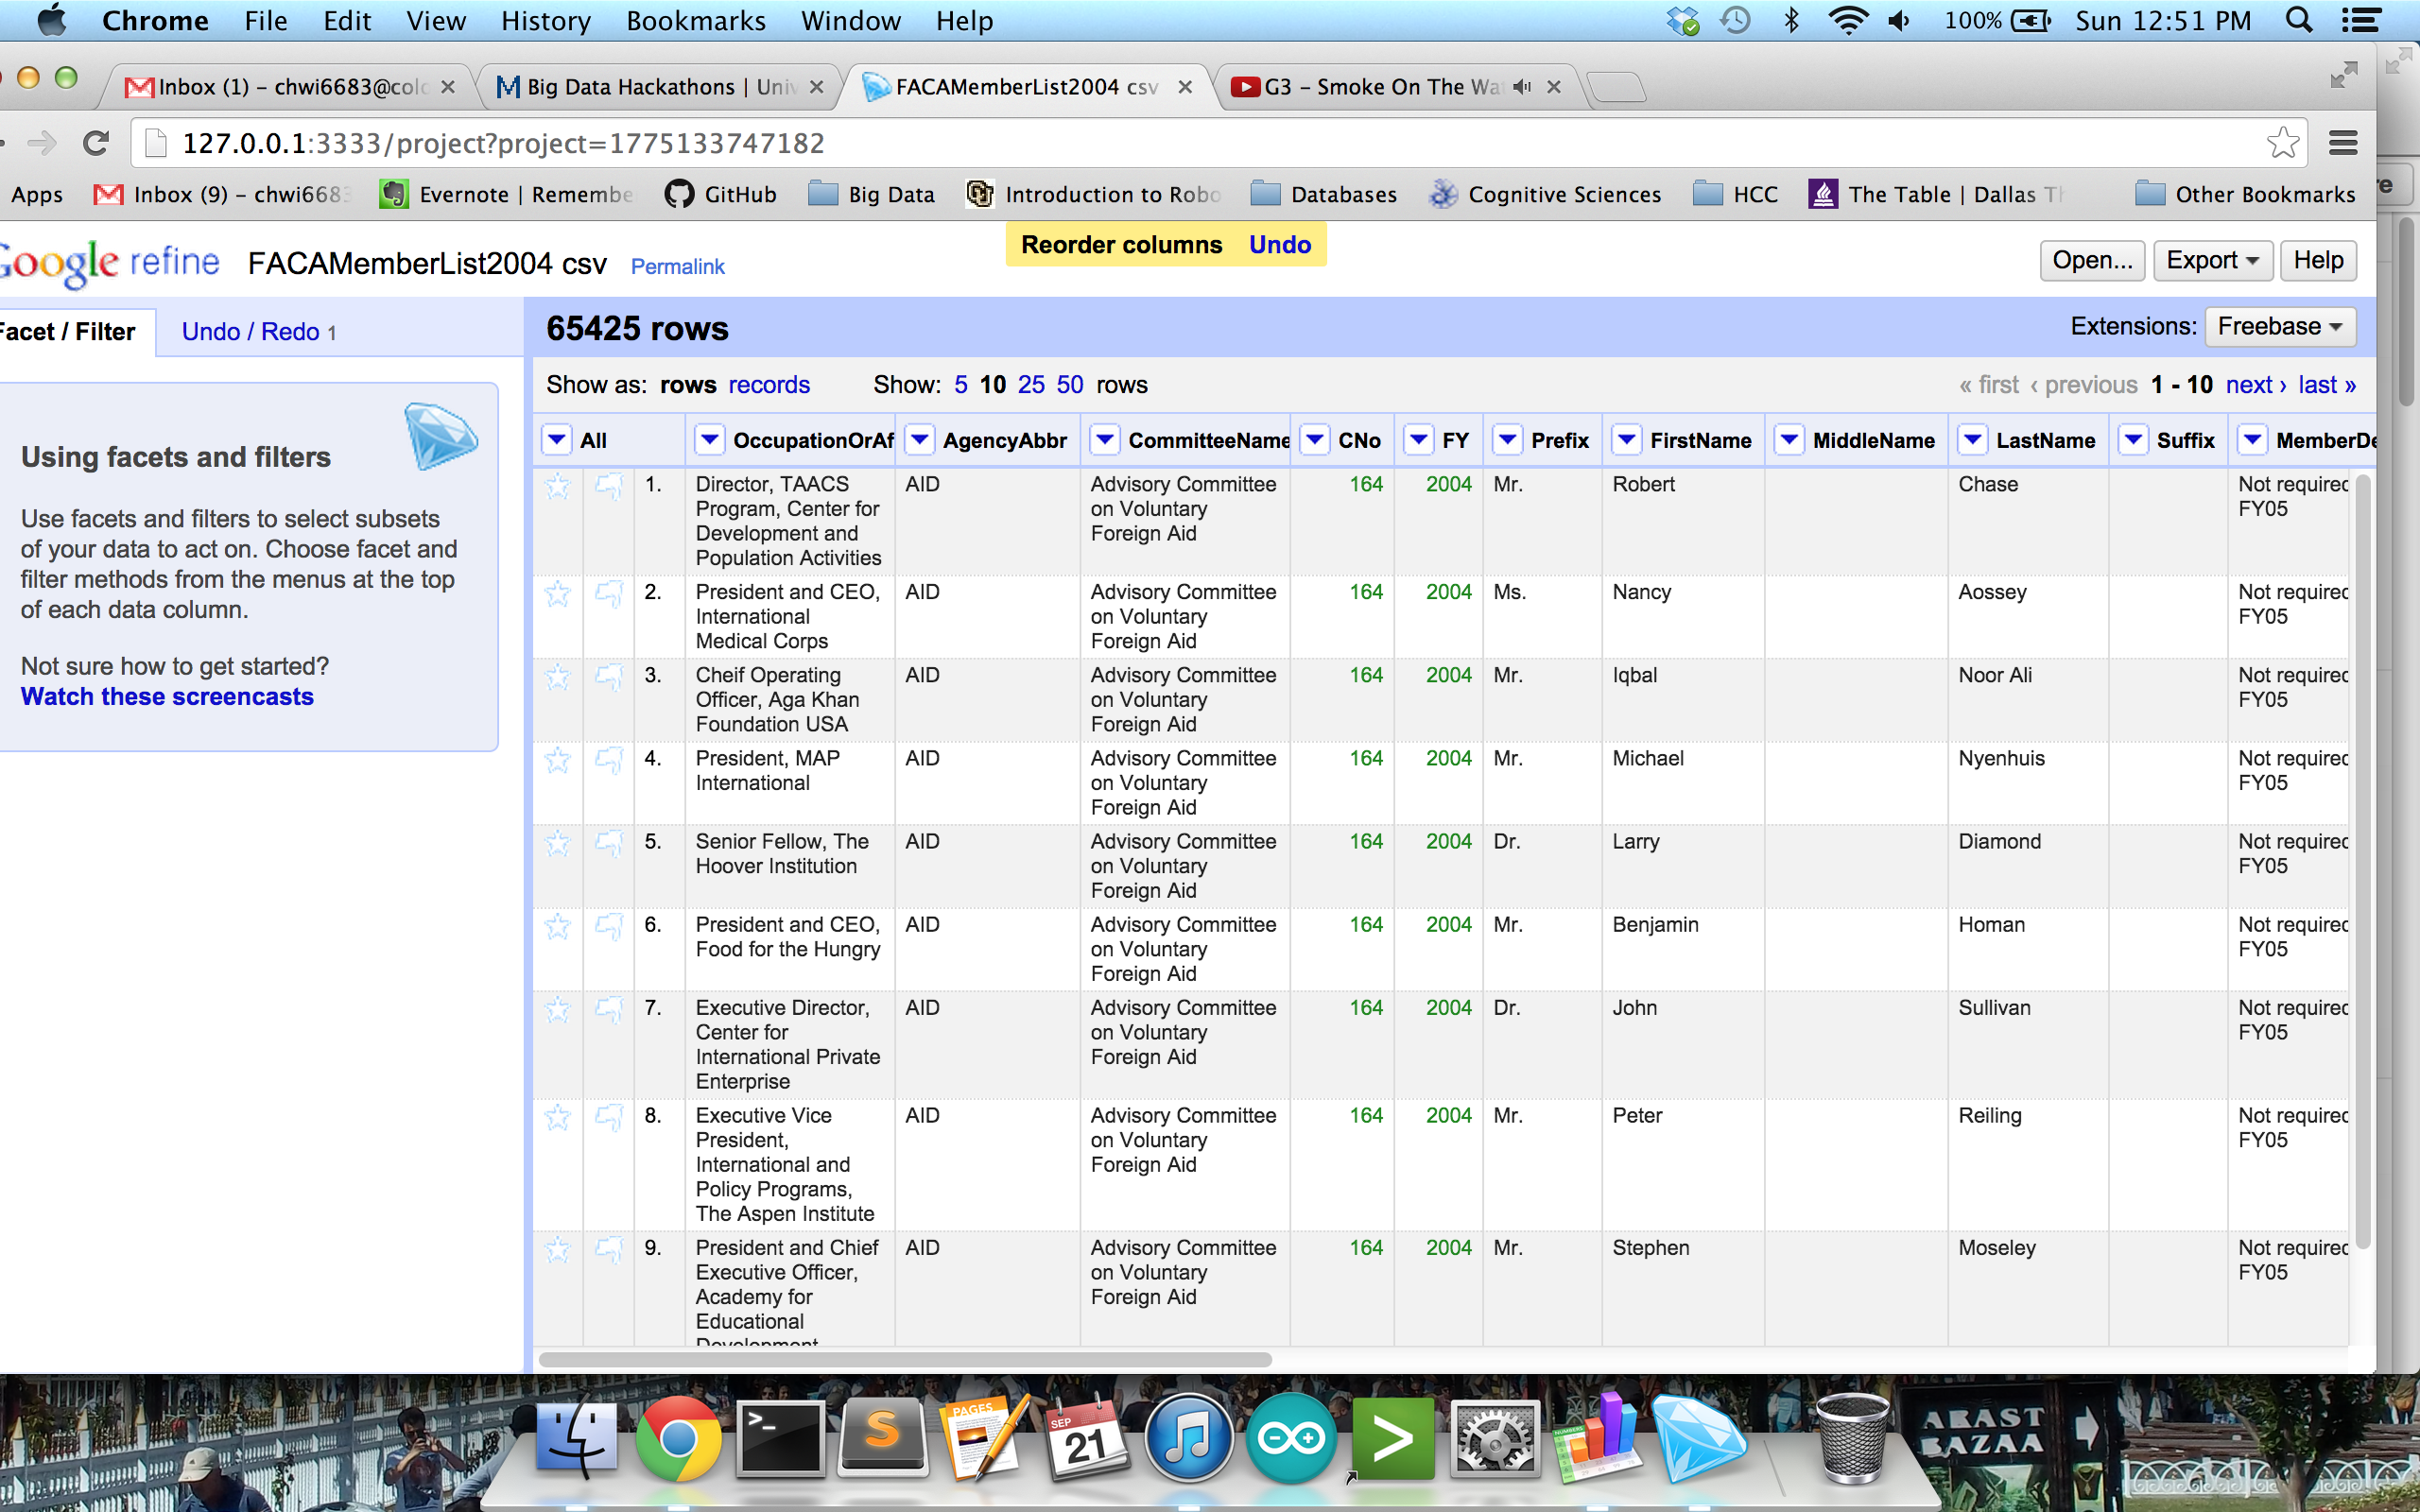 Chrome File Edit View History Bookmarks Window Help 100% Sun 12:51 PM
Inbox (1) – chwi6683@colo Big Data Hackathons | Univ FACAMemberList2004 csv G3 – Smoke On The Wat
127.0.0.1:3333/project?project=1775133747182
Apps Inbox (9) – chwi6683 Evernote | Remembe GitHub Big Data Introduction to Robo Databases Cognitive Sciences HCC The Table | Dallas Th Other Bookmarks
Reorder columns Undo
Google refine FACAMemberList2004 csv Permalink Open... Export Help
Facet / Filter Undo / Redo 1 65425 rows Extensions: Freebase
Show as: rows records Show: 5 10 25 50 rows « first ‹ previous 1 - 10 next › last »
Using facets and filters
Use facets and filters to select subsets
of your data to act on. Choose facet and
filter methods from the menus at the top
of each data column.
Not sure how to get started?
Watch these screencasts
All OccupationOrAf AgencyAbbr CommitteeName CNo FY Prefix FirstName MiddleName LastName Suffix MemberDe
1. Director, TAACS AID Advisory Committee 164 2004 Mr. Robert Chase Not required
Program, Center for on Voluntary FY05
Development and Foreign Aid
Population Activities
2. President and CEO, AID Advisory Committee 164 2004 Ms. Nancy Aossey Not required
International on Voluntary FY05
Medical Corps Foreign Aid
3. Cheif Operating AID Advisory Committee 164 2004 Mr. Iqbal Noor Ali Not required
Officer, Aga Khan on Voluntary FY05
Foundation USA Foreign Aid
4. President, MAP AID Advisory Committee 164 2004 Mr. Michael Nyenhuis Not required
International on Voluntary FY05
Foreign Aid
5. Senior Fellow, The AID Advisory Committee 164 2004 Dr. Larry Diamond Not required
Hoover Institution on Voluntary FY05
Foreign Aid
6. President and CEO, AID Advisory Committee 164 2004 Mr. Benjamin Homan Not required
Food for the Hungry on Voluntary FY05
Foreign Aid
7. Executive Director, AID Advisory Committee 164 2004 Dr. John Sullivan Not required
Center for on Voluntary FY05
International Private Foreign Aid
Enterprise
8. Executive Vice AID Advisory Committee 164 2004 Mr. Peter Reiling Not required
President, on Voluntary FY05
International and Foreign Aid
Policy Programs,
The Aspen Institute
9. President and Chief AID Advisory Committee 164 2004 Mr. Stephen Moseley Not required
Executive Officer, on Voluntary FY05
Academy for Foreign Aid
Educational
Development
PAGES
SEP
21
NUMBERS
ARAST
BAZAA